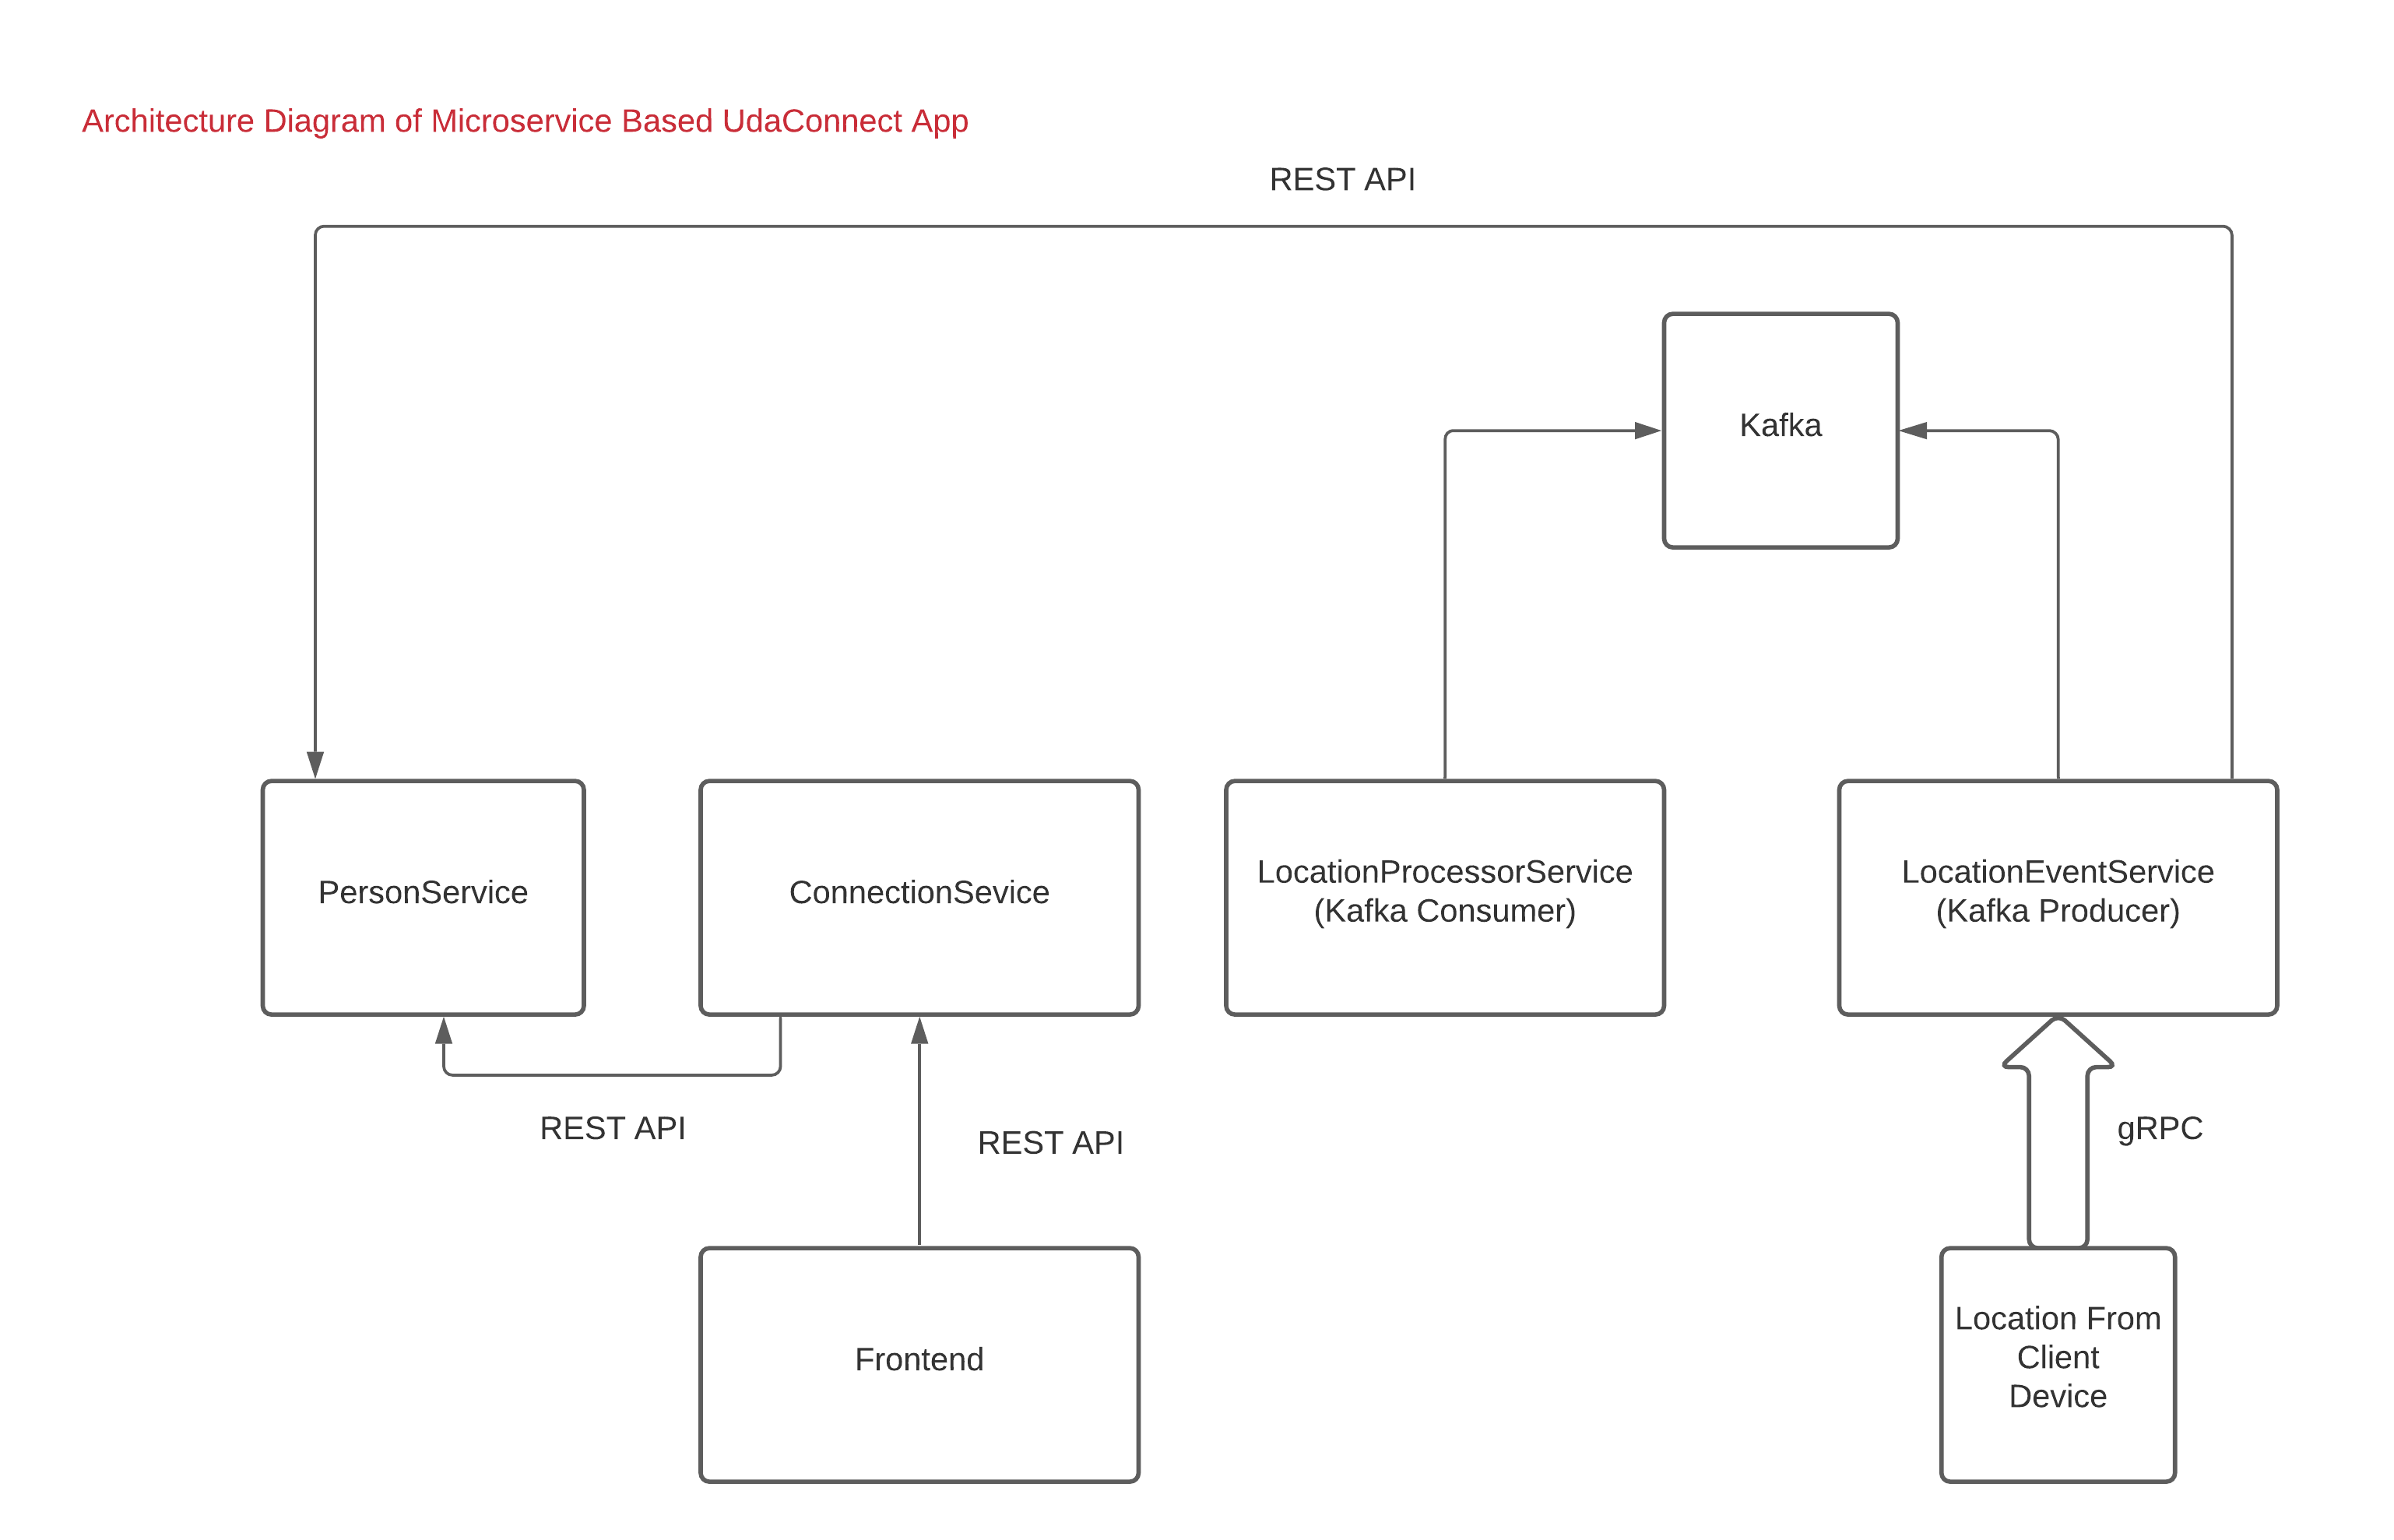 Architecture Diagram of Microservice Based UdaConnect App
REST API
Kafka
PersonService
ConnectionSevice
LocationProcessorService
(Kafka Consumer)
LocationEventService
(Kafka Producer)
REST API
REST API
gRPC
Frontend
Location From
Client
Device